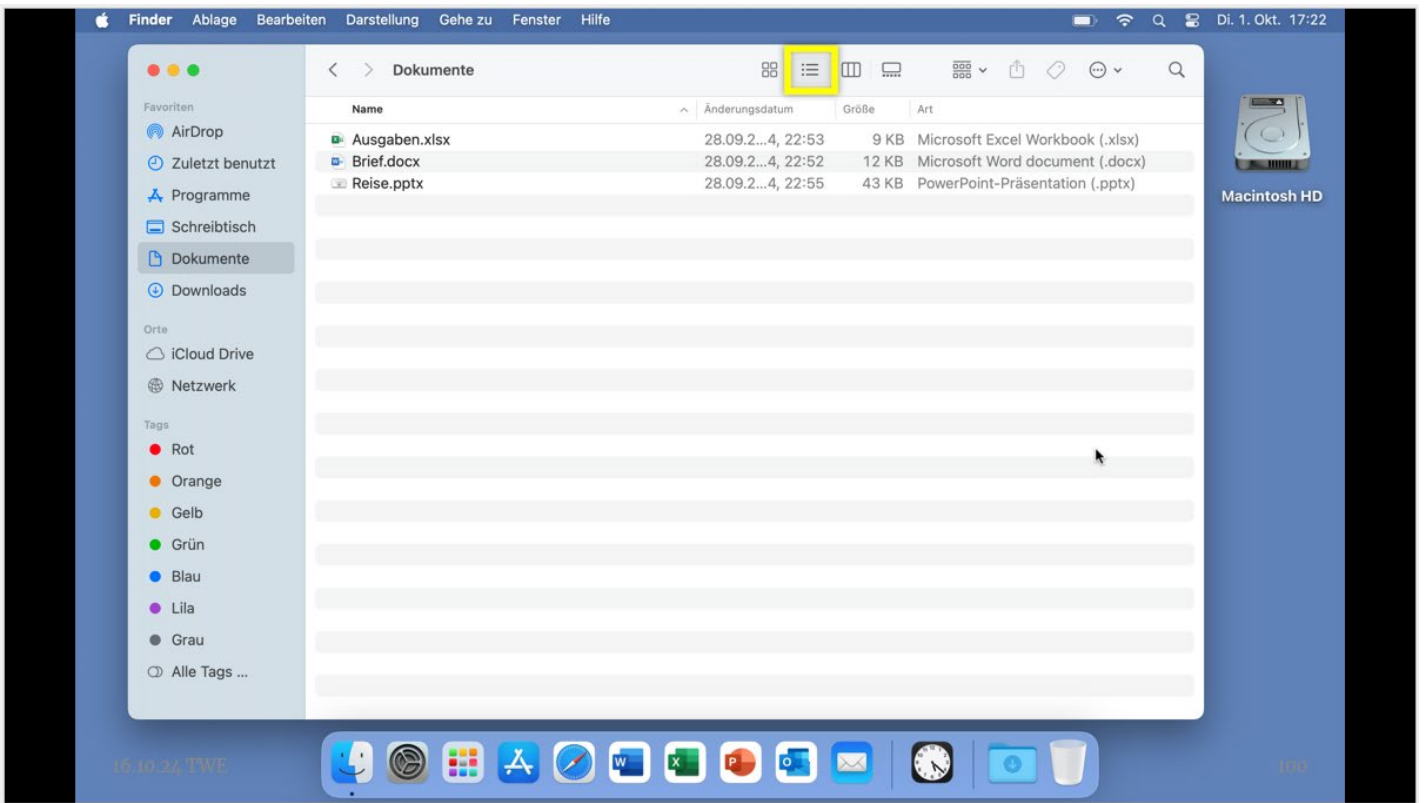 Finder Ablage Bearbeiten Darstellung Gehe zu Fenster Hilfe Di. 1. Okt. 17:22
Dokumente
Favoriten
AirDrop
Zuletzt benutzt
Programme
Schreibtisch
Dokumente
Downloads
Orte
iCloud Drive
Netzwerk
Tags
Rot
Orange
Gelb
Grün
Blau
Lila
Grau
Alle Tags ...
Name Änderungsdatum Größe Art
Ausgaben.xlsx 28.09.2...4, 22:53 9 KB Microsoft Excel Workbook (.xlsx)
Brief.docx 28.09.2...4, 22:52 12 KB Microsoft Word document (.docx)
Reise.pptx 28.09.2...4, 22:55 43 KB PowerPoint-Präsentation (.pptx)
Macintosh HD
16.10.24 TWE
100